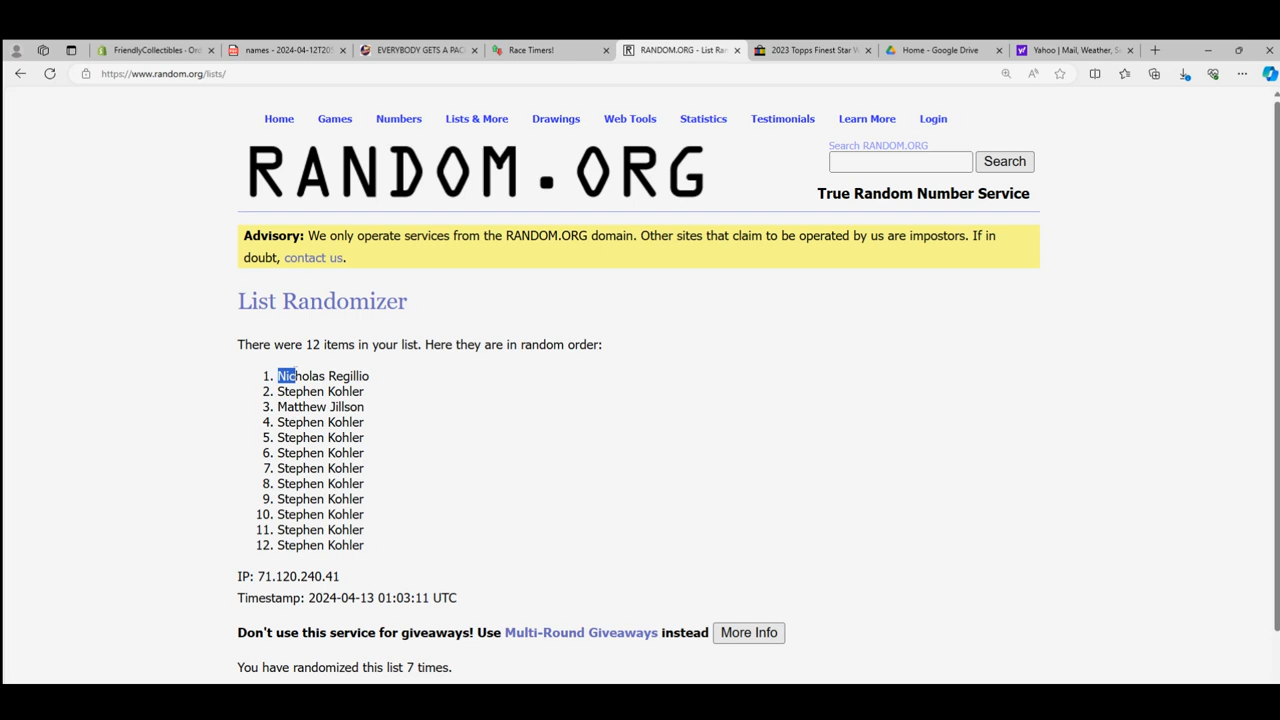 FriendlyCollectibles - Ord
names - 2024-04-12T205
EVERYBODY GETS A PAC
Race Timers!
RANDOM.ORG - List Ran
2023 Topps Finest Star W
Home - Google Drive
Yahoo | Mail, Weather, S
https://www.random.org/lists/
Home Games Numbers Lists & More Drawings Web Tools Statistics Testimonials Learn More Login
RANDOM.ORG
Search RANDOM.ORG
Search
True Random Number Service
Advisory: We only operate services from the RANDOM.ORG domain. Other sites that claim to be operated by us are impostors. If in
doubt, contact us.
List Randomizer
There were 12 items in your list. Here they are in random order:
1. Nicholas Regillio
2. Stephen Kohler
3. Matthew Jillson
4. Stephen Kohler
5. Stephen Kohler
6. Stephen Kohler
7. Stephen Kohler
8. Stephen Kohler
9. Stephen Kohler
10. Stephen Kohler
11. Stephen Kohler
12. Stephen Kohler
IP: 71.120.240.41
Timestamp: 2024-04-13 01:03:11 UTC
Don't use this service for giveaways! Use Multi-Round Giveaways instead More Info
You have randomized this list 7 times.